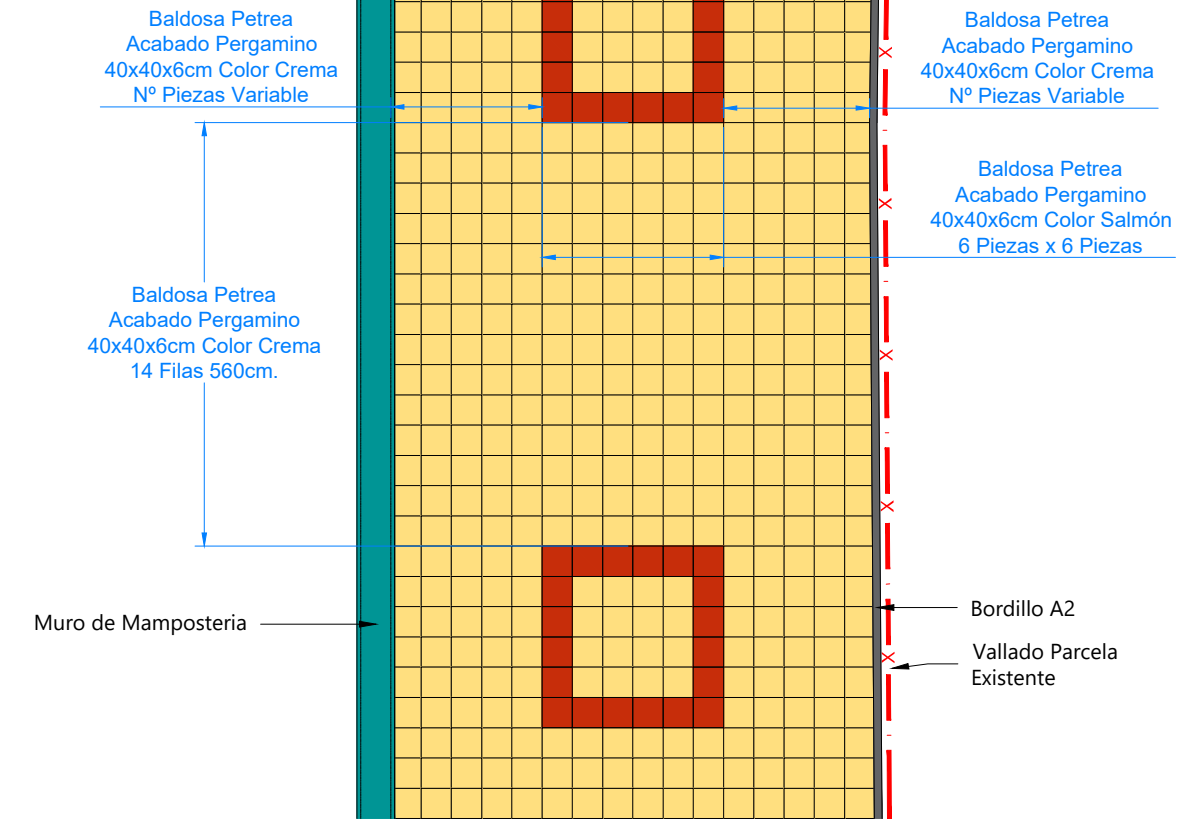 Baldosa Petrea
Acabado Pergamino
40x40x6cm Color Crema
Nº Piezas Variable
Baldosa Petrea
Acabado Pergamino
40x40x6cm Color Crema
Nº Piezas Variable
Baldosa Petrea
Acabado Pergamino
40x40x6cm Color Salmón
6 Piezas x 6 Piezas
Baldosa Petrea
Acabado Pergamino
40x40x6cm Color Crema
14 Filas 560cm.
Muro de Mamposteria
Bordillo A2
Vallado Parcela
Existente